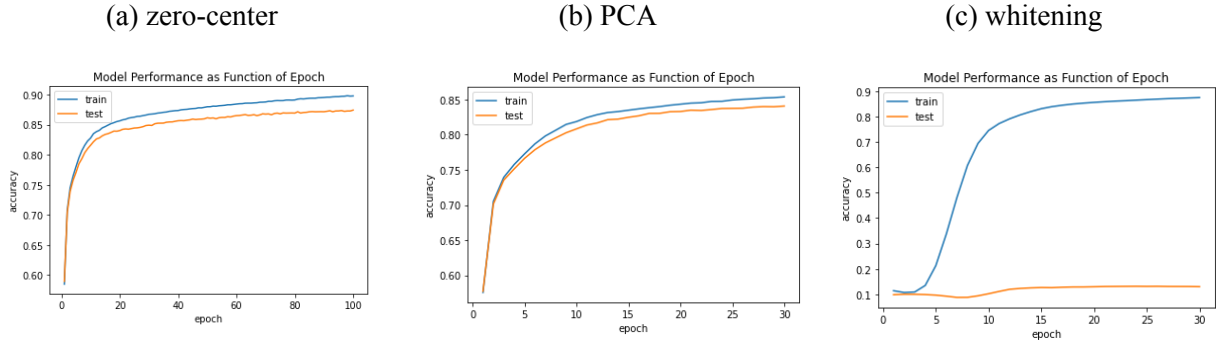 (a) zero-center
(b) PCA
(c) whitening
Model Performance as Function of Epoch
train
test
accuracy
0.90
0.85
0.80
0.75
0.70
0.65
0.60
0
20
40
60
80
100
epoch
Model Performance as Function of Epoch
train
test
accuracy
0.85
0.80
0.75
0.70
0.65
0.60
0
5
10
15
20
25
30
epoch
Model Performance as Function of Epoch
train
test
accuracy
0.9
0.8
0.7
0.6
0.5
0.4
0.3
0.2
0.1
0
5
10
15
20
25
30
epoch